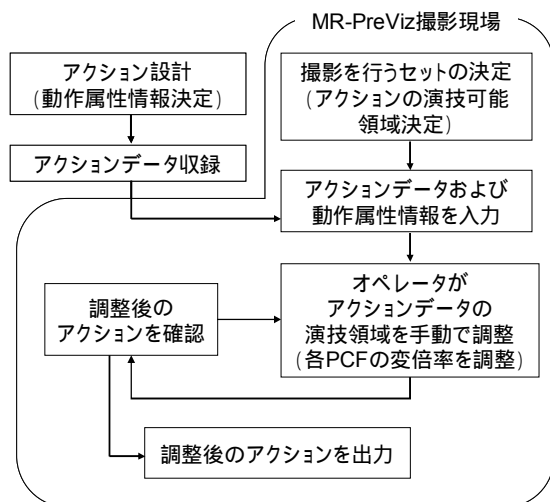 MR-PreViz撮影現場
アクション設計
(動作属性情報決定)
アクションデータ収録
撮影を行うセットの決定
(アクションの演技可能
領域決定)
アクションデータおよび
動作属性情報を入力
オペレータが
アクションデータの
演技領域を手動で調整
(各PCFの変倍率を調整)
調整後の
アクションを確認
調整後のアクションを出力